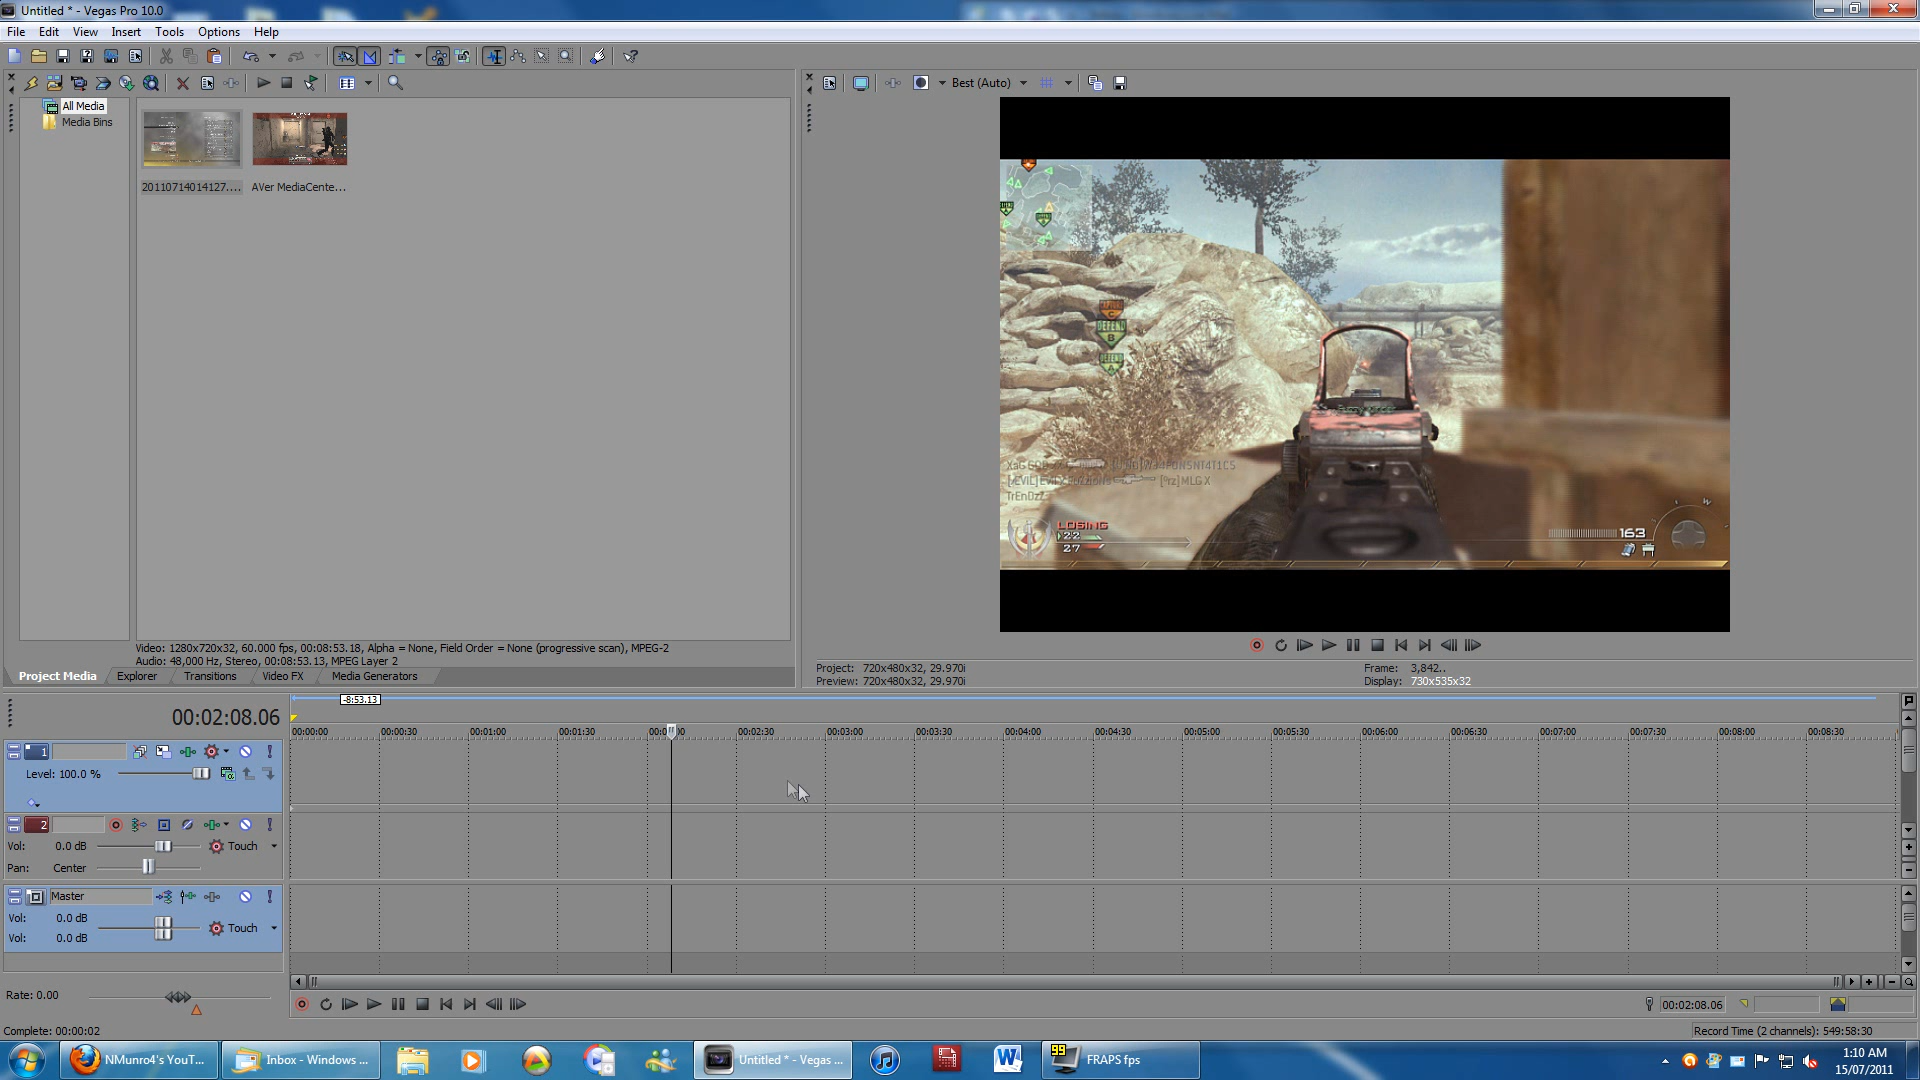 Untitled * - Vegas Pro 10.0
File Edit View Insert Tools Options Help
All Media
Media Bins
20110714014127....
AVer MediaCente...
Best (Auto)
CAPTURE
C
DEFEND
B
DEFEND
A
[Prz]MLG X
TrEnDzZ
LOSING
22
27
163
Video: 1280x720x32, 60.000 fps, 00:08:53.18, Alpha = None, Field Order = None (progressive scan), MPEG-2
Audio: 48,000 Hz, Stereo, 00:08:53.13, MPEG Layer 2
Project Media Explorer Transitions Video FX Media Generators
Project: 720x480x32, 29.970i
Preview: 720x480x32, 29.970i
Frame: 3,842..
Display: 730x535x32
-8:53.13
00:02:08.06
00:00:00 00:00:30 00:01:00 00:01:30 00:02:30 00:03:00 00:03:30 00:04:00 00:04:30 00:05:00 00:05:30 00:06:00 00:06:30 00:07:00 00:07:30 00:08:00 00:08:30
1
Level: 100.0 %
2
Vol: 0.0 dB Touch
Pan: Center
Master
Vol: 0.0 dB Touch
Vol: 0.0 dB
Rate: 0.00
00:02:08.06
Complete: 00:00:02
Record Time (2 channels): 549:58:30
NMunro4's YouT...
Inbox - Windows ...
Untitled * - Vegas ...
99
FRAPS fps
1:10 AM
15/07/2011